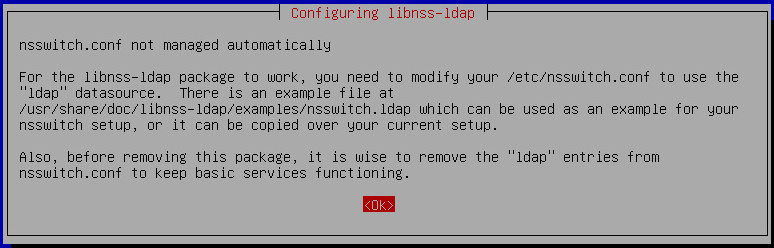 Configuring libnss-ldap
nsswitch.conf not managed automatically
For the libnss-ldap package to work, you need to modify your /etc/nsswitch.conf to use the
"ldap" datasource.  There is an example file at
/usr/share/doc/libnss-ldap/examples/nsswitch.ldap which can be used as an example for your
nsswitch setup, or it can be copied over your current setup.
Also, before removing this package, it is wise to remove the "ldap" entries from
nsswitch.conf to keep basic services functioning.
<Ok>